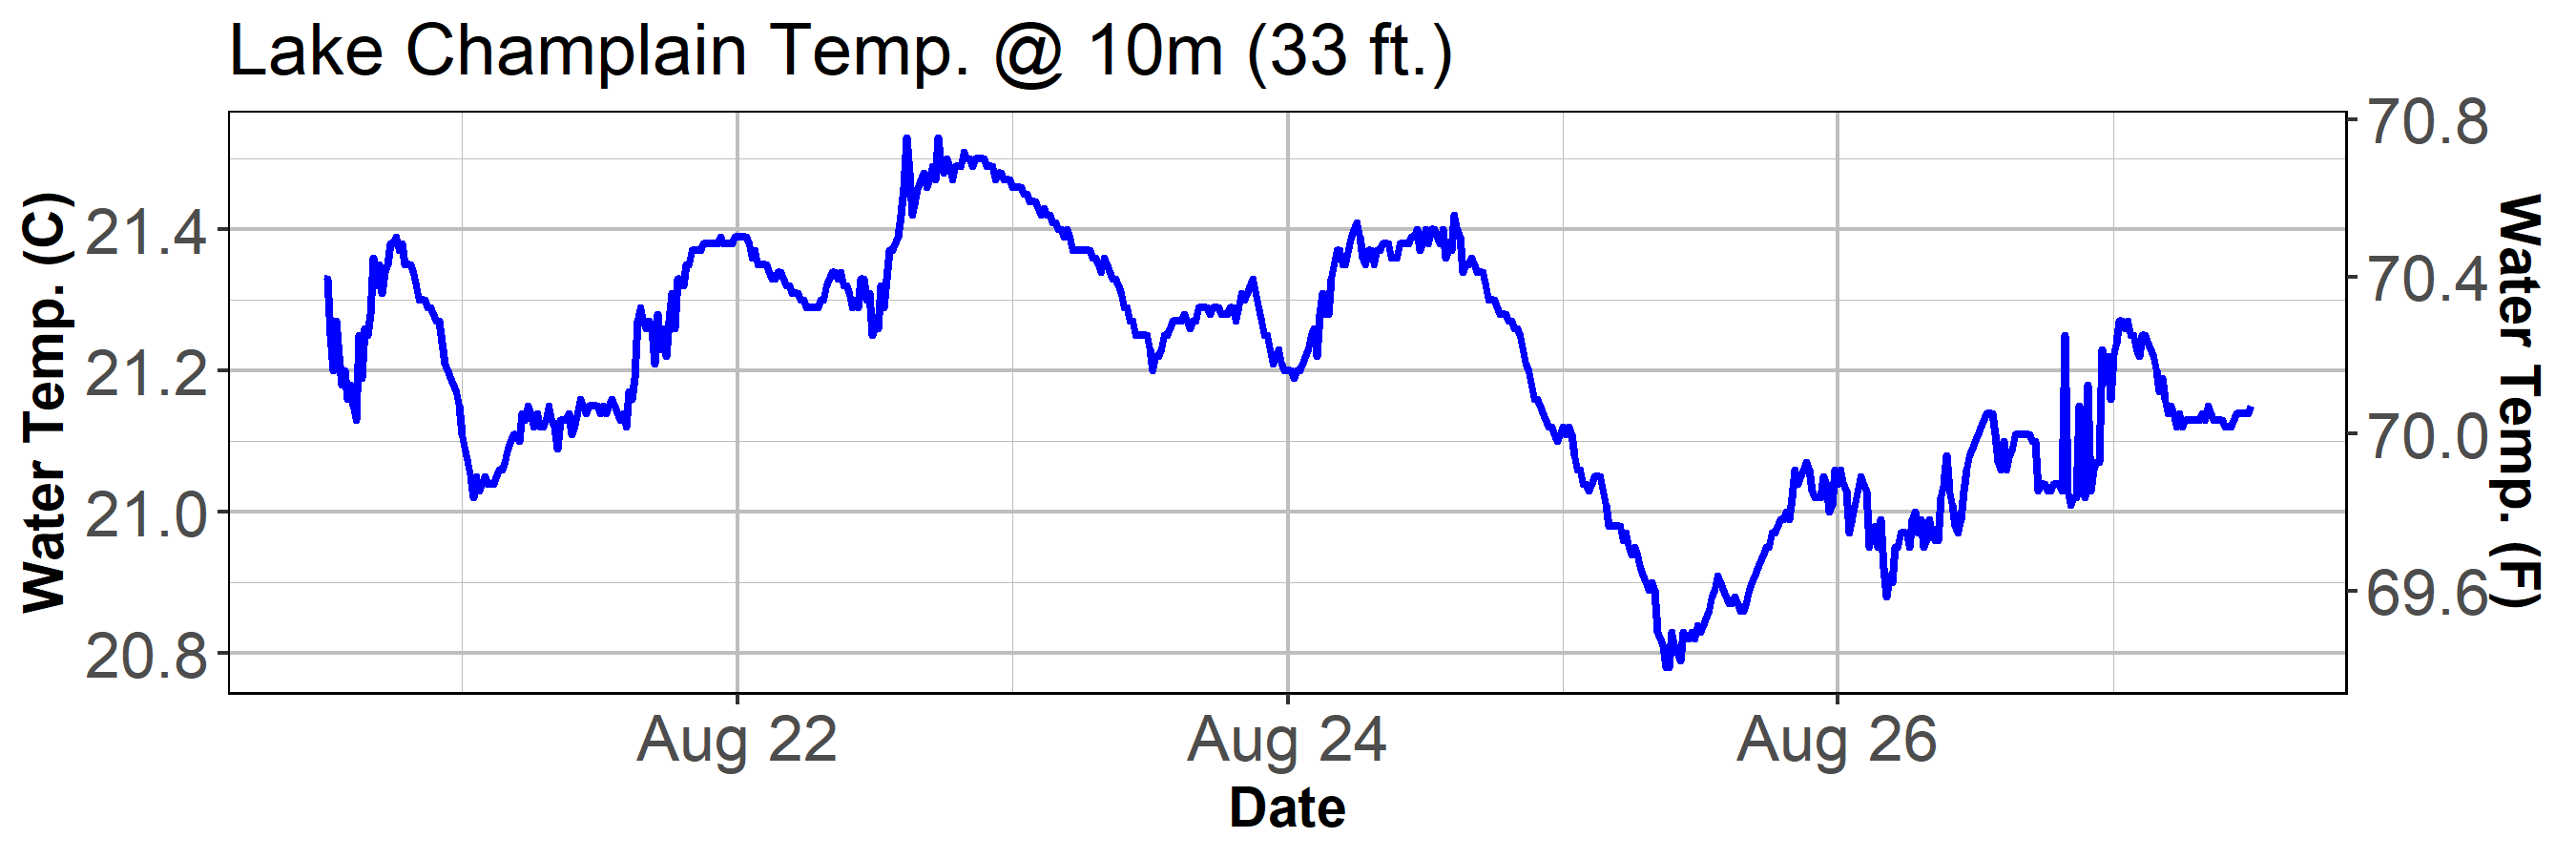 Lake Champlain Temp. @ 10m (33 ft.)
Water Temp. (C)
21.4
21.2
21.0
20.8
70.8
70.4
70.0
69.6
Water Temp. (F)
Aug 22
Aug 24
Aug 26
Date